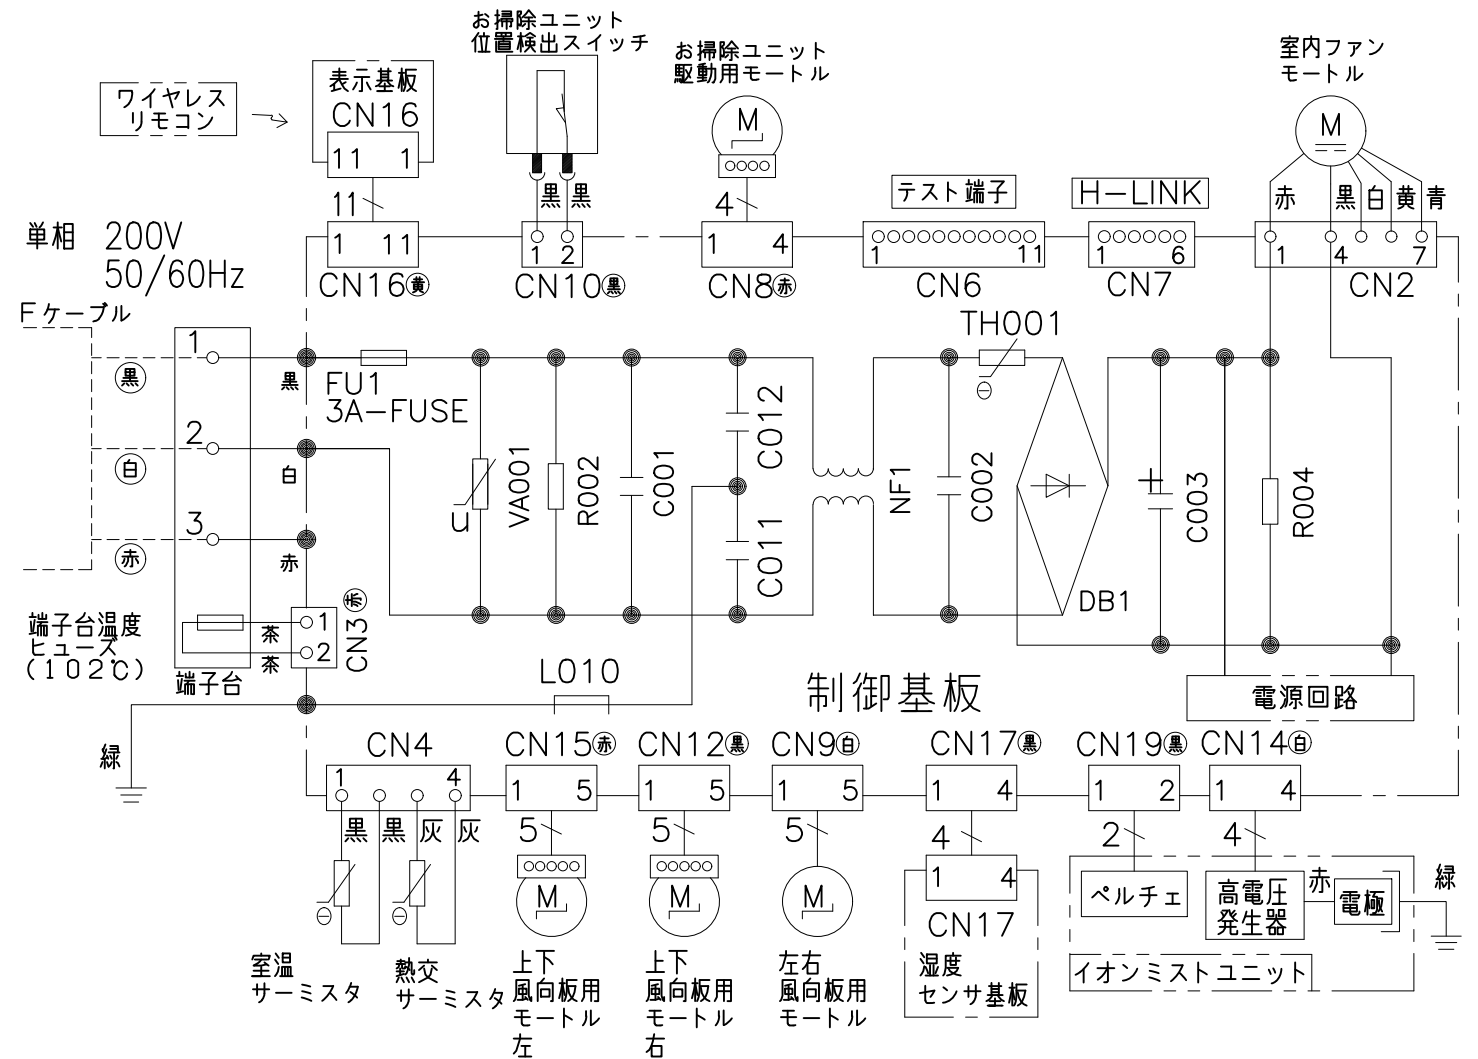 お掃除ユニット
位置検出スイッチ
お掃除ユニット
駆動用モートル
室内ファン
モートル
ワイヤレス
リモコン
表示基板
CN16
11 1
11
1 11
CN16黄
黒 黒
1 2
CN10黒
M
4
1 4
CN8赤
テスト端子
1 11
CN6
H-LINK
1 6
CN7
M
赤 黒 白 黄 青
1 4 7
CN2
単相 200V
50/60Hz
Fケーブル
黒
白
赤
1
2
3
黒
白
赤
FU1
3A-FUSE
u
VA001
R002
C001
C012
C011
NF1
C002
TH001
⊖
DB1
+
C003
R004
端子台温度
ヒューズ
(102℃)
端子台
茶
茶
1
2
CN3赤
L010
制御基板
電源回路
緑
CN4
1 4
黒 黒 灰 灰
⊖
⊖
室温
サーミスタ
熱交
サーミスタ
CN15赤
1 5
5
M
上下
風向板用
モートル
左
CN12黒
1 5
5
M
上下
風向板用
モートル
右
CN9白
1 5
5
M
左右
風向板用
モートル
CN17黒
1 4
4
1 4
CN17
湿度
センサ基板
CN19黒
1 2
2
ペルチェ
CN14白
1 4
4
高電圧
発生器
赤
電極
緑
イオンミストユニット